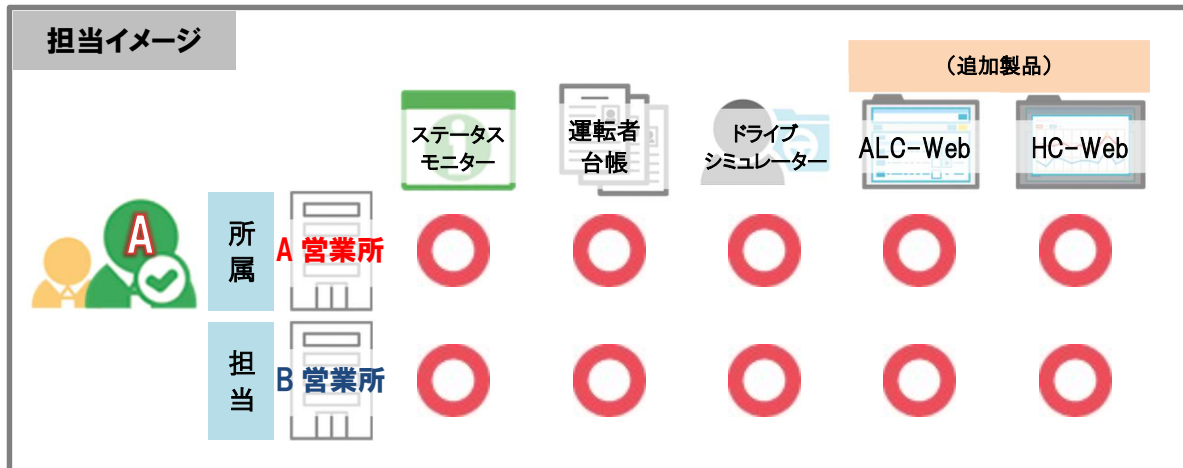 担当イメージ
（追加製品）
ステータス
モニター
運転者
台帳
ドライブ
シミュレーター
ALC-Web
HC-Web
A
所属
A 営業所
担当
B 営業所